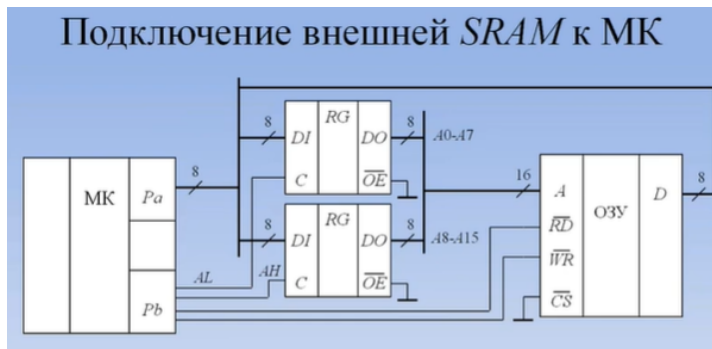 Подключение внешней SRAM к МК
8 RG 8
DI DO A0-A7
C OE
МК Pa 8
16 A ОЗУ D 8
RD
WR
CS
8 RG 8
DI DO A8-A15
C OE
AL AH
Pb